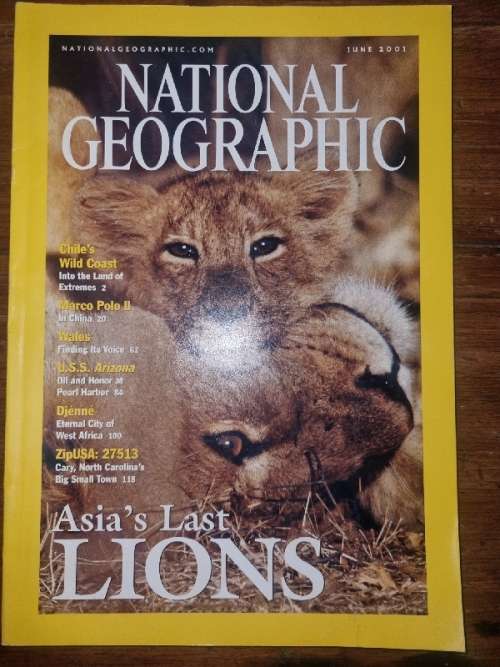 NATIONALGEOGRAPHIC.COM
JUNE 2001
NATIONAL
GEOGRAPHIC
Chile's
Wild Coast
Into the Land of
Extremes 2
Marco Polo II
In China 20
Wales
Finding Its Voice 62
U.S.S. Arizona
Oil and Honor at
Pearl Harbor 84
Djénné
Eternal City of
West Africa 100
ZipUSA: 27513
Cary, North Carolina's
Big Small Town 118
Asia's Last
LIONS